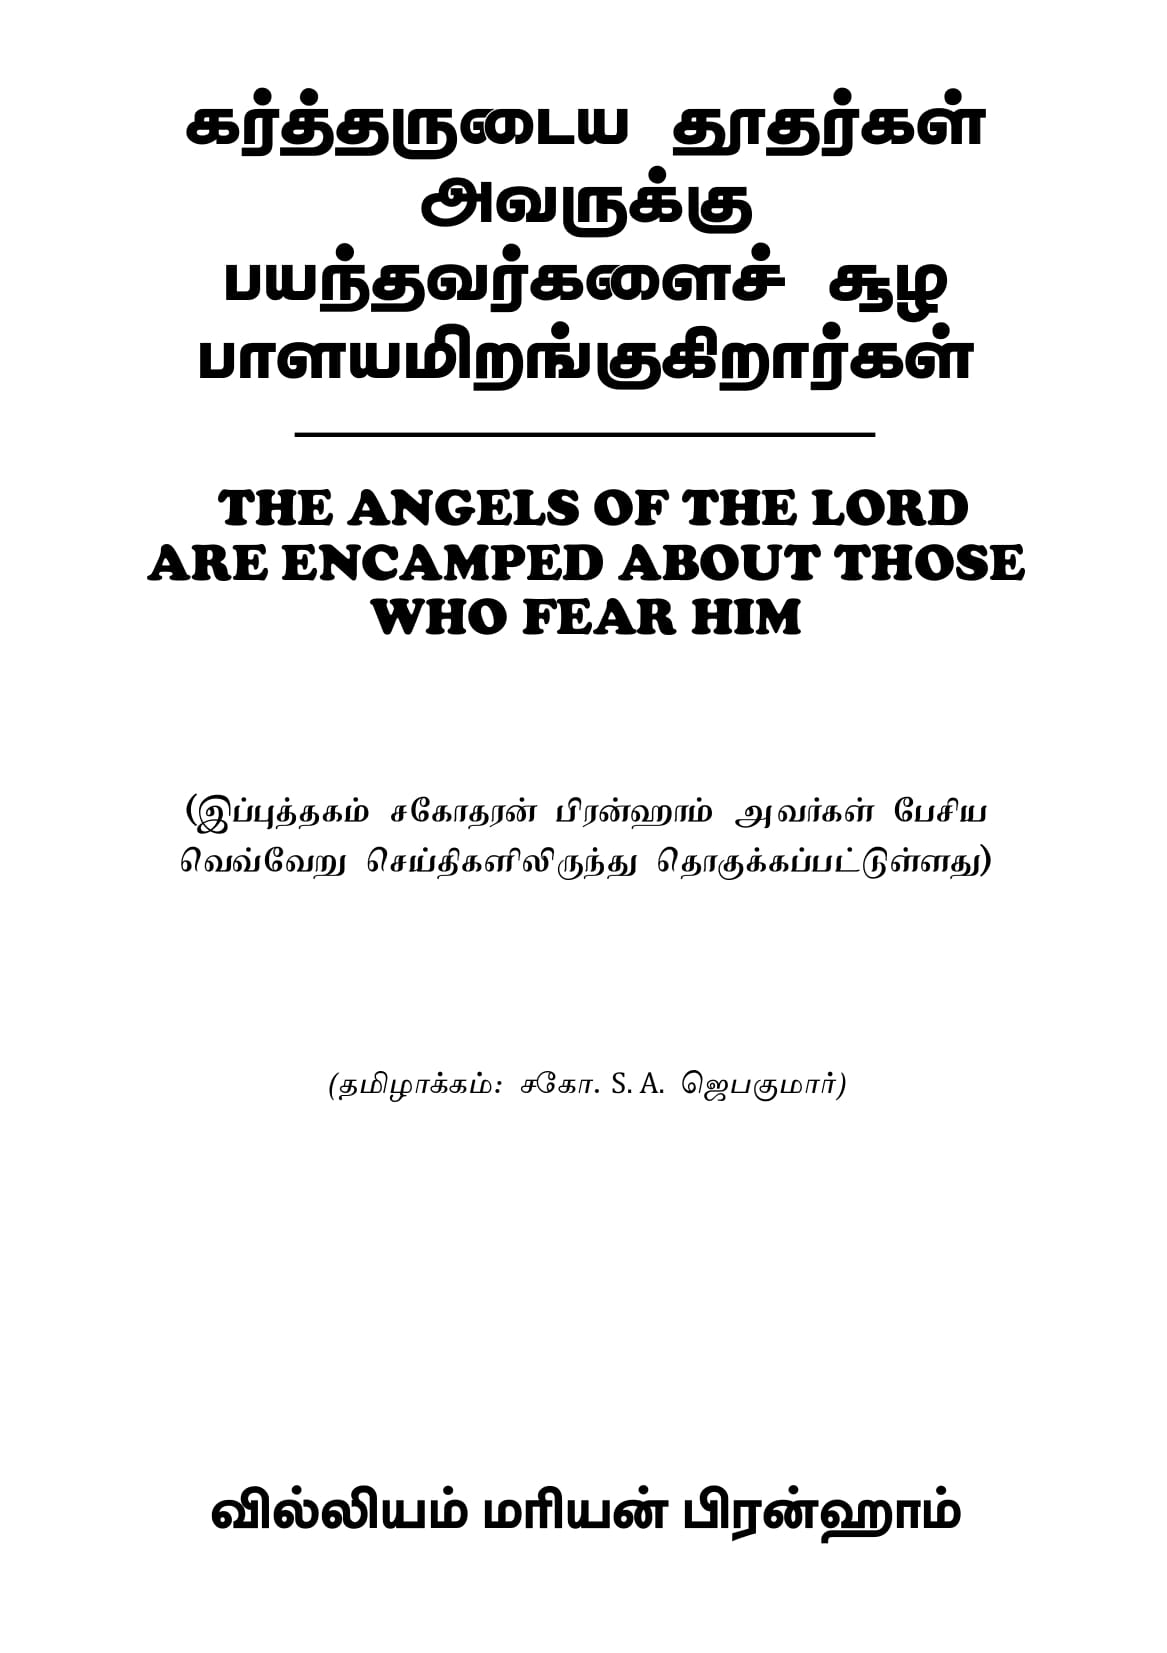 கர்த்தருடைய தூதர்கள்
அவருக்கு
பயந்தவர்களைச் சூழ
பாளயமிறங்குகிறார்கள்
THE ANGELS OF THE LORD
ARE ENCAMPED ABOUT THOSE
WHO FEAR HIM
(இப்புத்தகம் சகோதரன் பிரன்ஹாம் அவர்கள் பேசிய
வெவ்வேறு செய்திகளிலிருந்து தொகுக்கப்பட்டுள்ளது)
(தமிழாக்கம்: சகோ. S. A. ஜெபகுமார்)
வில்லியம் மரியன் பிரன்ஹாம்